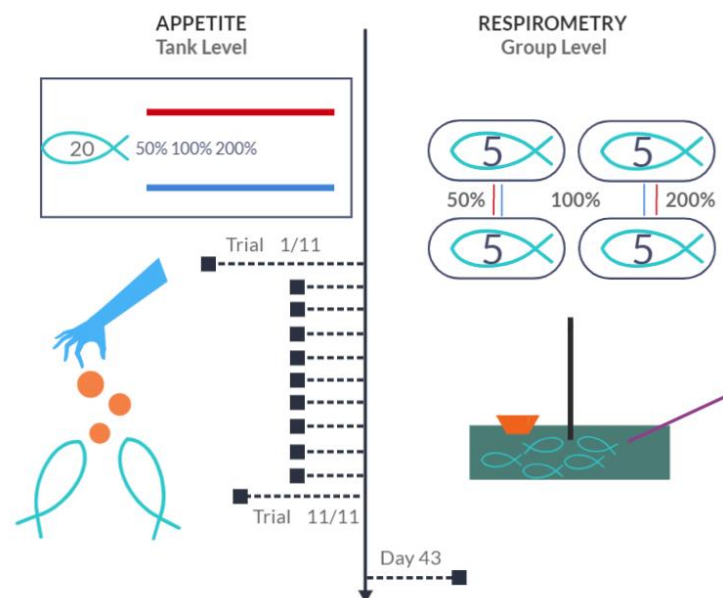 APPETITE
Tank Level
20
50% 100% 200%
Trial 1/11
Trial 11/11
RESPIROMETRY
Group Level
5 5
50% 100% 200%
5 5
Day 43